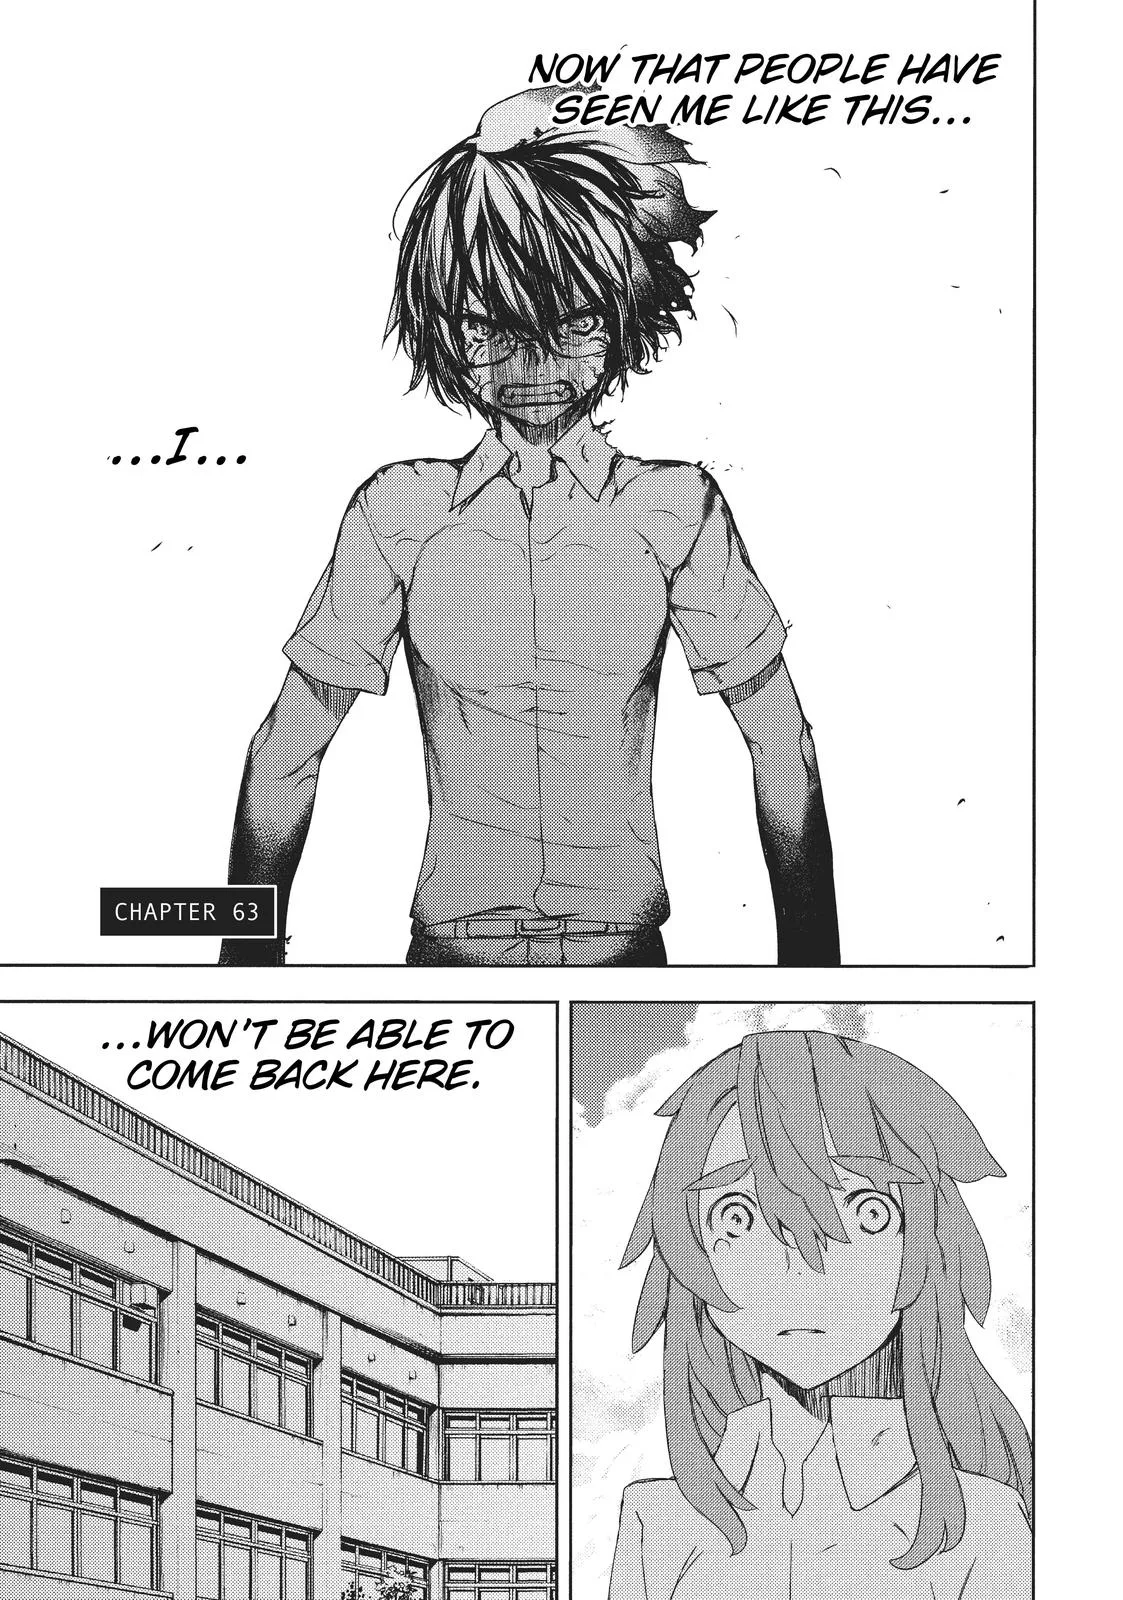 NOW THAT PEOPLE HAVE
SEEN ME LIKE THIS...
...I...
CHAPTER 63
...WON'T BE ABLE TO
COME BACK HERE.